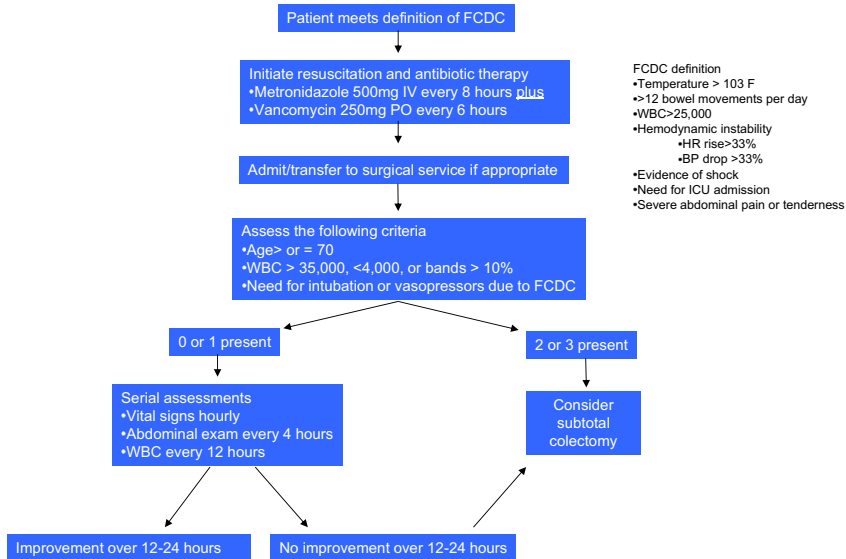 Patient meets definition of FCDC
Initiate resuscitation and antibiotic therapy
•Metronidazole 500mg IV every 8 hours plus
•Vancomycin 250mg PO every 6 hours
FCDC definition
•Temperature > 103 F
•>12 bowel movements per day
•WBC>25,000
•Hemodynamic instability
•HR rise>33%
•BP drop >33%
•Evidence of shock
•Need for ICU admission
•Severe abdominal pain or tenderness
Admit/transfer to surgical service if appropriate
Assess the following criteria
•Age> or = 70
•WBC > 35,000, <4,000, or bands > 10%
•Need for intubation or vasopressors due to FCDC
0 or 1 present
2 or 3 present
Serial assessments
•Vital signs hourly
•Abdominal exam every 4 hours
•WBC every 12 hours
Consider
subtotal
colectomy
Improvement over 12-24 hours
No improvement over 12-24 hours